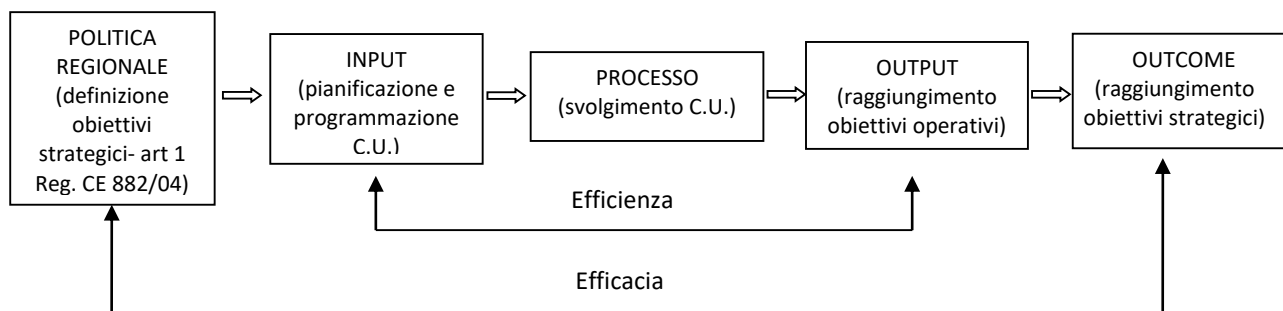 POLITICA
REGIONALE
(definizione
obiettivi
strategici- art 1
Reg. CE 882/04)
INPUT
(pianificazione e
programmazione
C.U.)
PROCESSO
(svolgimento C.U.)
OUTPUT
(raggiungimento
obiettivi operativi)
OUTCOME
(raggiungimento
obiettivi strategici)
Efficienza
Efficacia